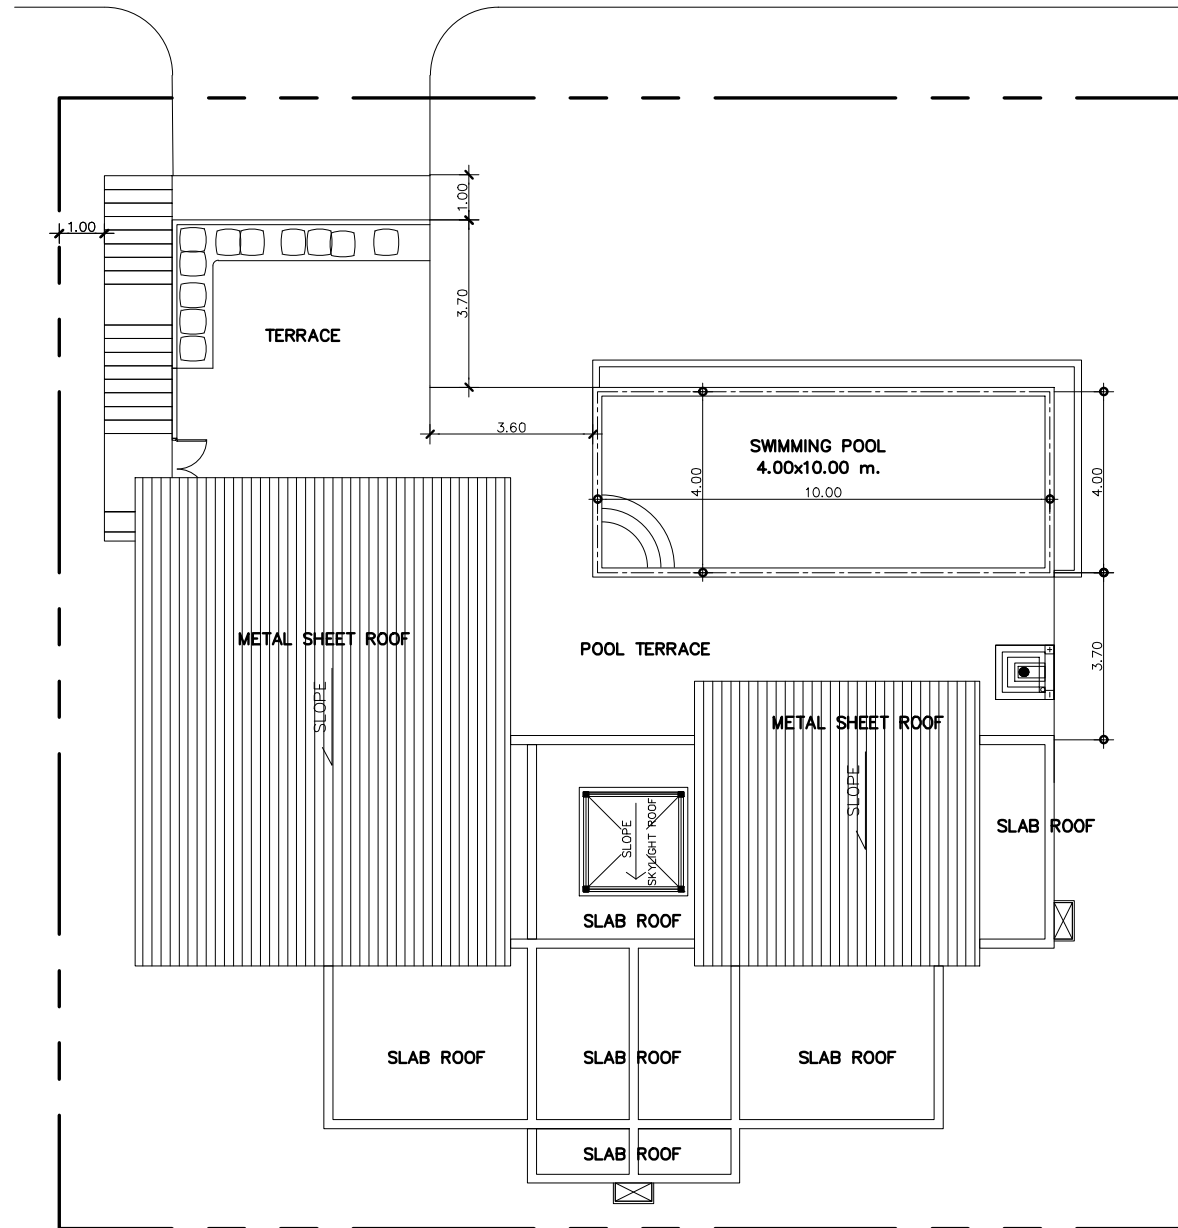 1.00
1.00
3.70
TERRACE
3.60
SWIMMING POOL
4.00x10.00 m.
4.00
10.00
4.00
METAL SHEET ROOF
SLOPE
POOL TERRACE
3.70
METAL SHEET ROOF
SLOPE
SLOPE
SKYLIGHT ROOF
SLAB ROOF
SLAB ROOF
SLAB ROOF
SLAB ROOF
SLAB ROOF
SLAB ROOF